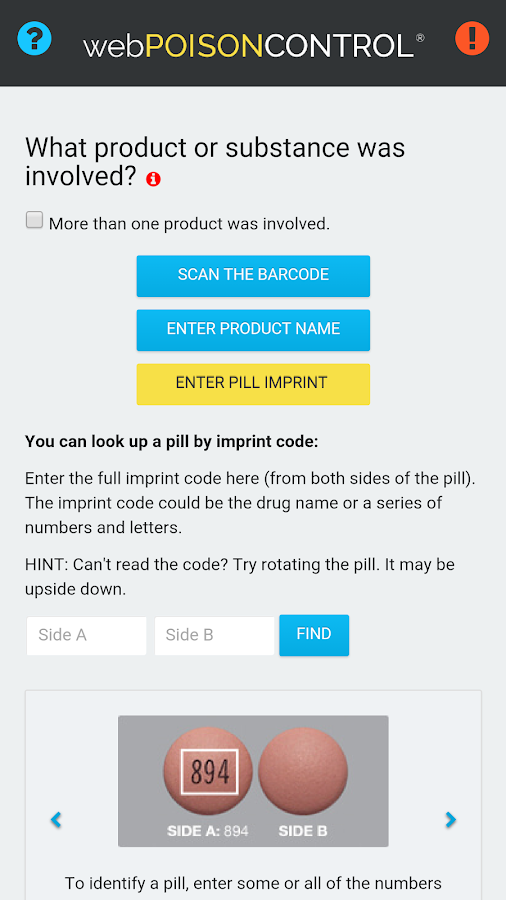 ?
webPOISONCONTROL®
!
What product or substance was
involved? i
More than one product was involved.
SCAN THE BARCODE
ENTER PRODUCT NAME
ENTER PILL IMPRINT
You can look up a pill by imprint code:
Enter the full imprint code here (from both sides of the pill).
The imprint code could be the drug name or a series of
numbers and letters.
HINT: Can't read the code? Try rotating the pill. It may be
upside down.
Side A Side B FIND
894
SIDE A: 894 SIDE B
To identify a pill, enter some or all of the numbers